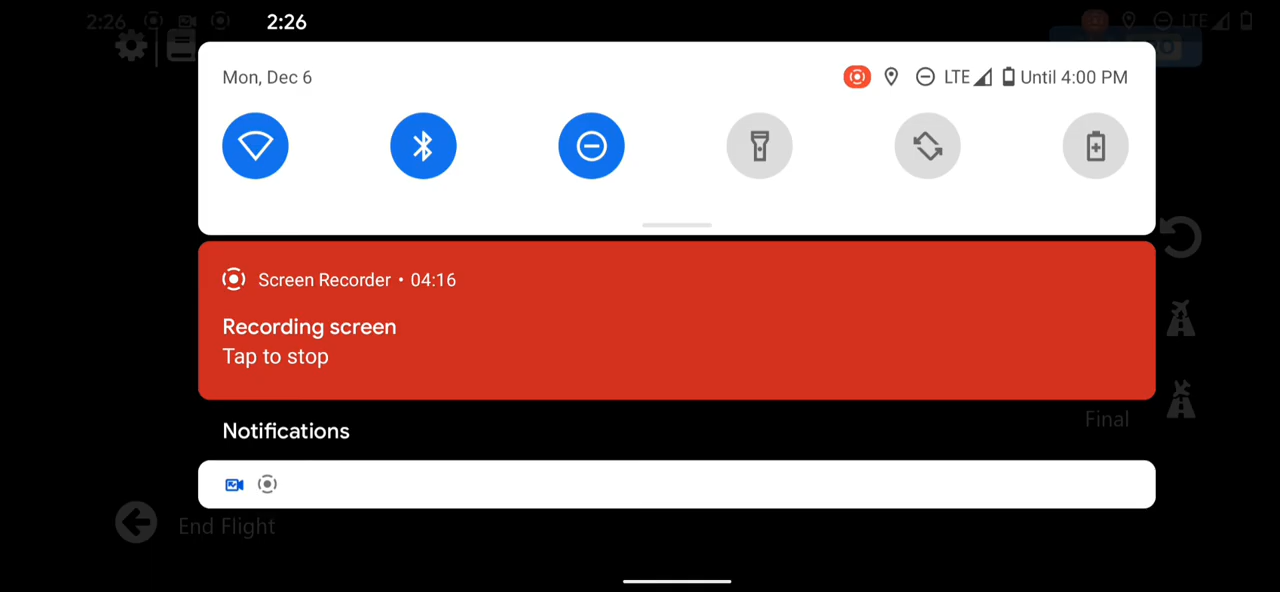 2:26
2:26
LTE
Mon, Dec 6
LTE
Until 4:00 PM
Screen Recorder • 04:16
Recording screen
Tap to stop
Final
Notifications
End Flight